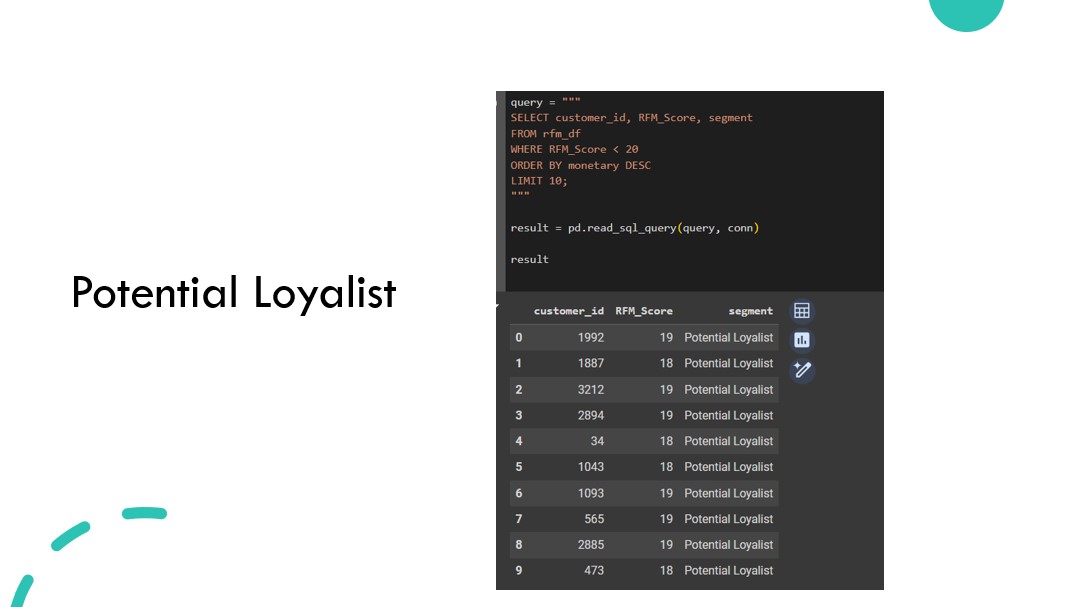 Potential Loyalist
query = """
SELECT customer_id, RFM_Score, segment
FROM rfm_df
WHERE RFM_Score < 20
ORDER BY monetary DESC
LIMIT 10;
"""
result = pd.read_sql_query(query, conn)
result
customer_id RFM_Score segment
0 1992 19 Potential Loyalist
1 1887 18 Potential Loyalist
2 3212 19 Potential Loyalist
3 2894 19 Potential Loyalist
4 34 18 Potential Loyalist
5 1043 18 Potential Loyalist
6 1093 19 Potential Loyalist
7 565 19 Potential Loyalist
8 2885 19 Potential Loyalist
9 473 18 Potential Loyalist